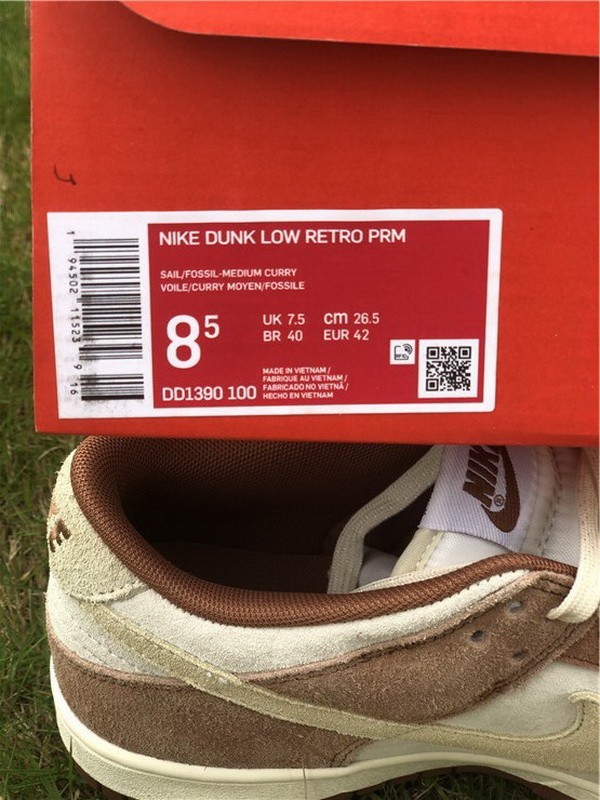 NIKE DUNK LOW RETRO PRM
SAIL/FOSSIL-MEDIUM CURRY
VOILE/CURRY MOYEN/FOSSILE
8⁵
UK 7.5 cm 26.5
BR 40 EUR 42
MADE IN VIETNAM /
FABRIQUE AU VIETNAM /
FABRICADO NO VIETNÃ /
HECHO EN VIETNAM
DD1390 100
1 94502 11523 9 16
NIKE
®